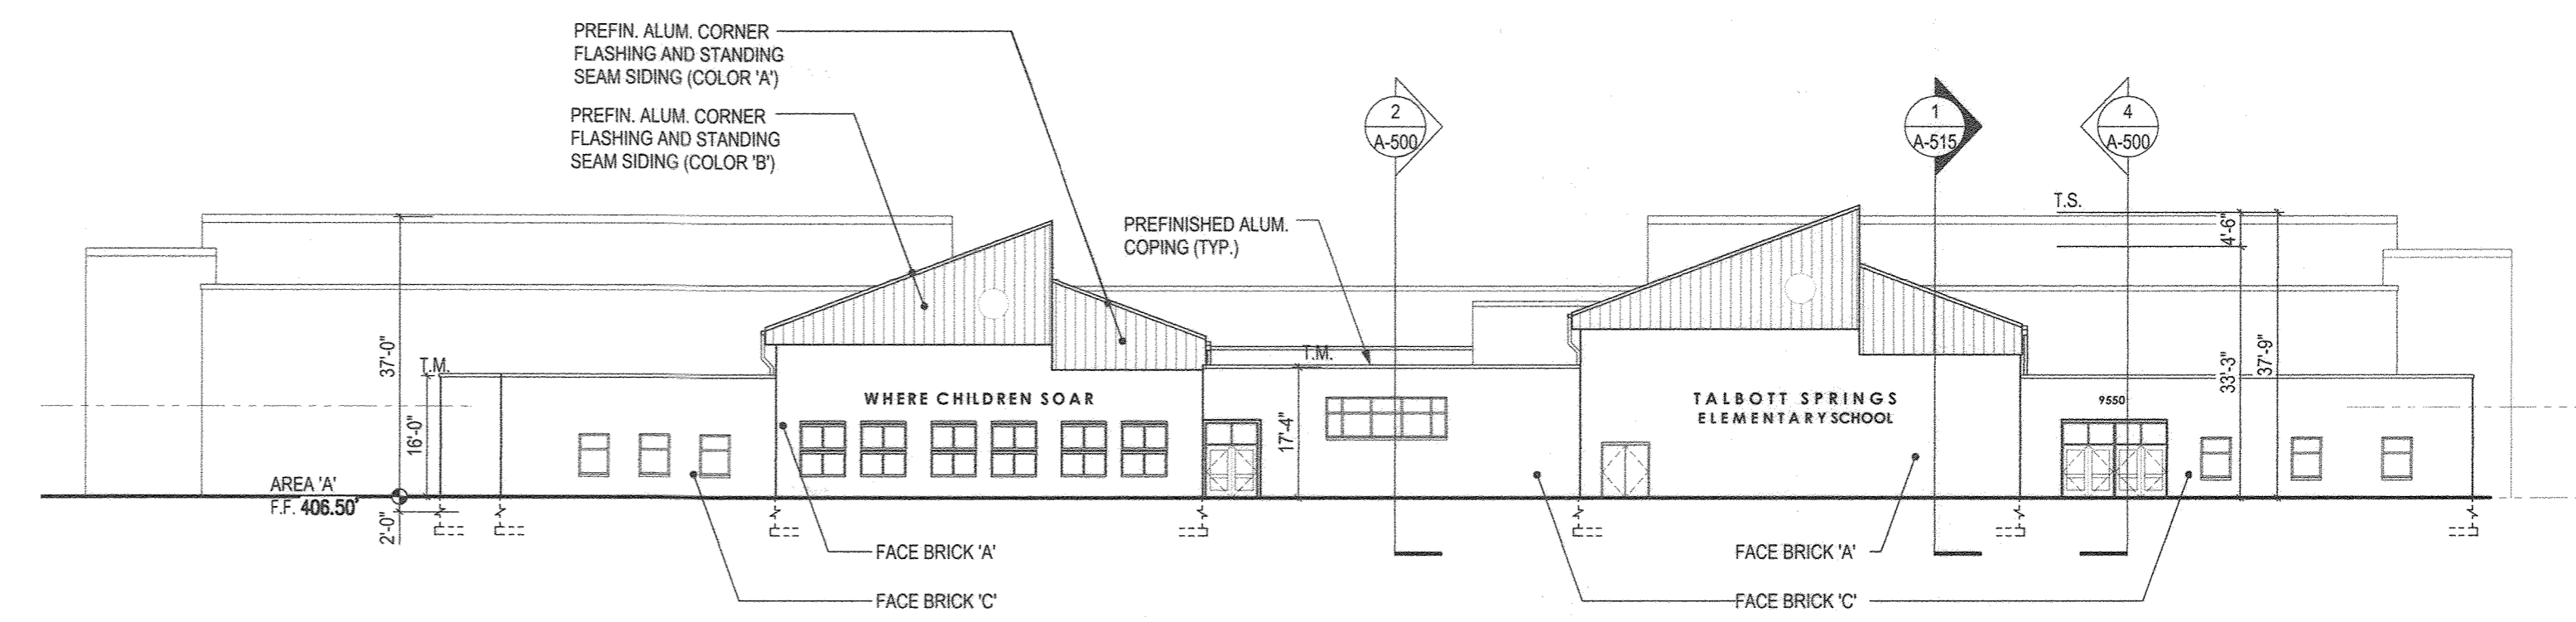 PREFIN. ALUM. CORNER
FLASHING AND STANDING
SEAM SIDING (COLOR 'A')
PREFIN. ALUM. CORNER
FLASHING AND STANDING
SEAM SIDING (COLOR 'B')
2
A-500
1
A-515
4
A-500
PREFINISHED ALUM.
COPING (TYP.)
T.S.
4'-6"
33'-3"
37'-9"
37'-0"
T.M.
16'-0"
T.M.
17'-4"
WHERE CHILDREN SOAR
TALBOTT SPRINGS
ELEMENTARY SCHOOL
9550
AREA 'A'
F.F. 406.50'
2'-0"
FACE BRICK 'A'
FACE BRICK 'A'
FACE BRICK 'C'
FACE BRICK 'C'